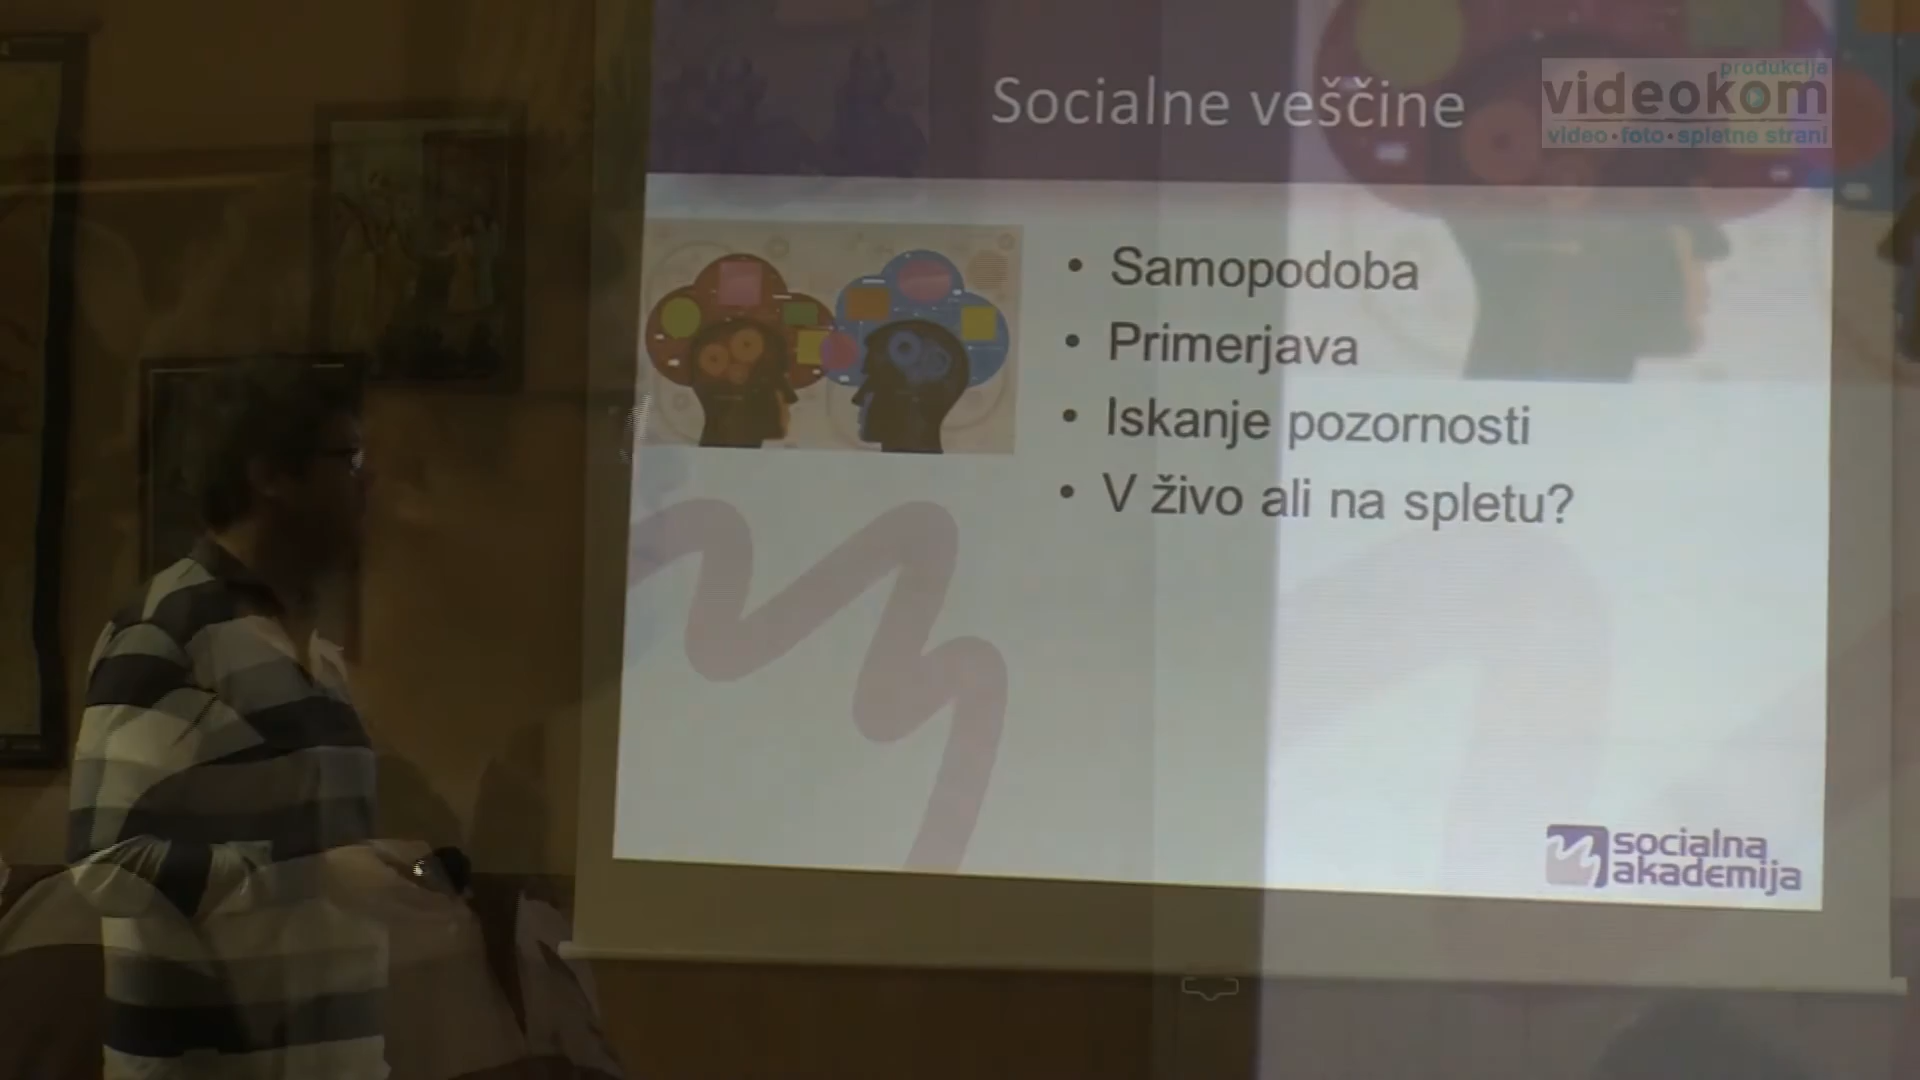 Socialne veščine
produkcija
videokom
video•foto•spletne strani
• Samopodoba
• Primerjava
• Iskanje pozornosti
• V živo ali na spletu?
socialna
akademija